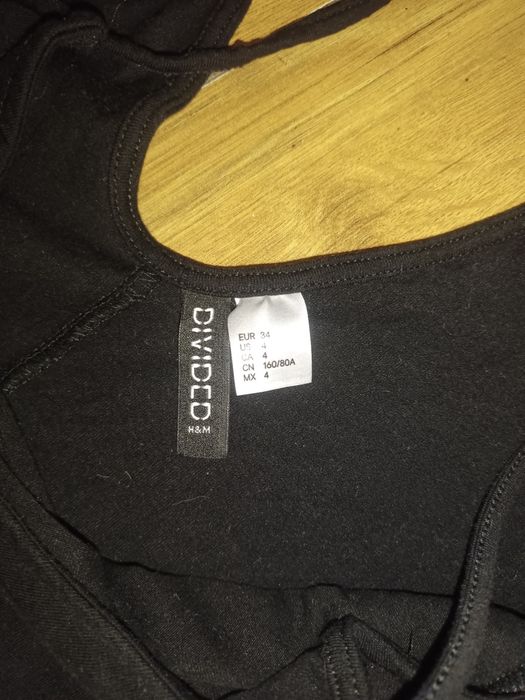 DIVIDED
H&M
EUR 34
US 4
CA 4
CN 160/80A
MX 4